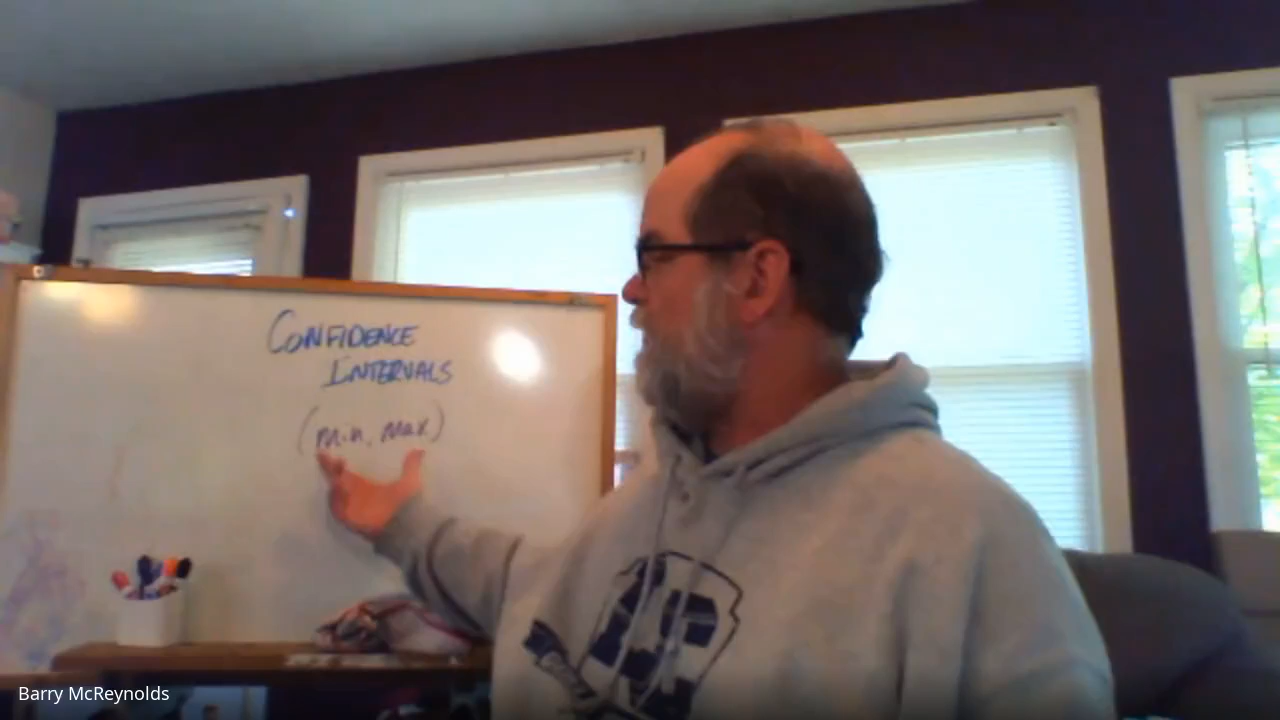 CONFIDENCE
INTERVALS
(min, max)
Barry McReynolds